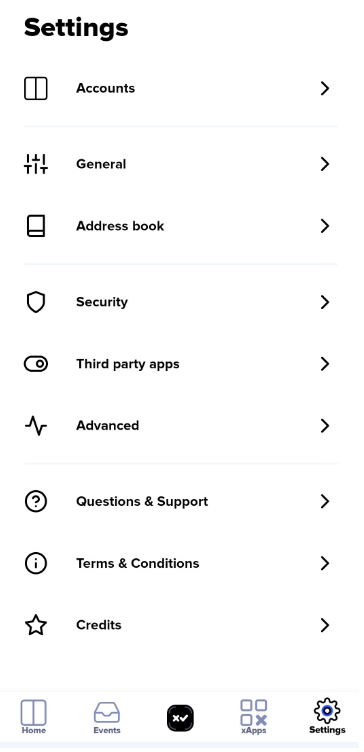 Settings
Accounts
General
Address book
Security
Third party apps
Advanced
Questions & Support
Terms & Conditions
Credits
Home
Events
xApps
Settings